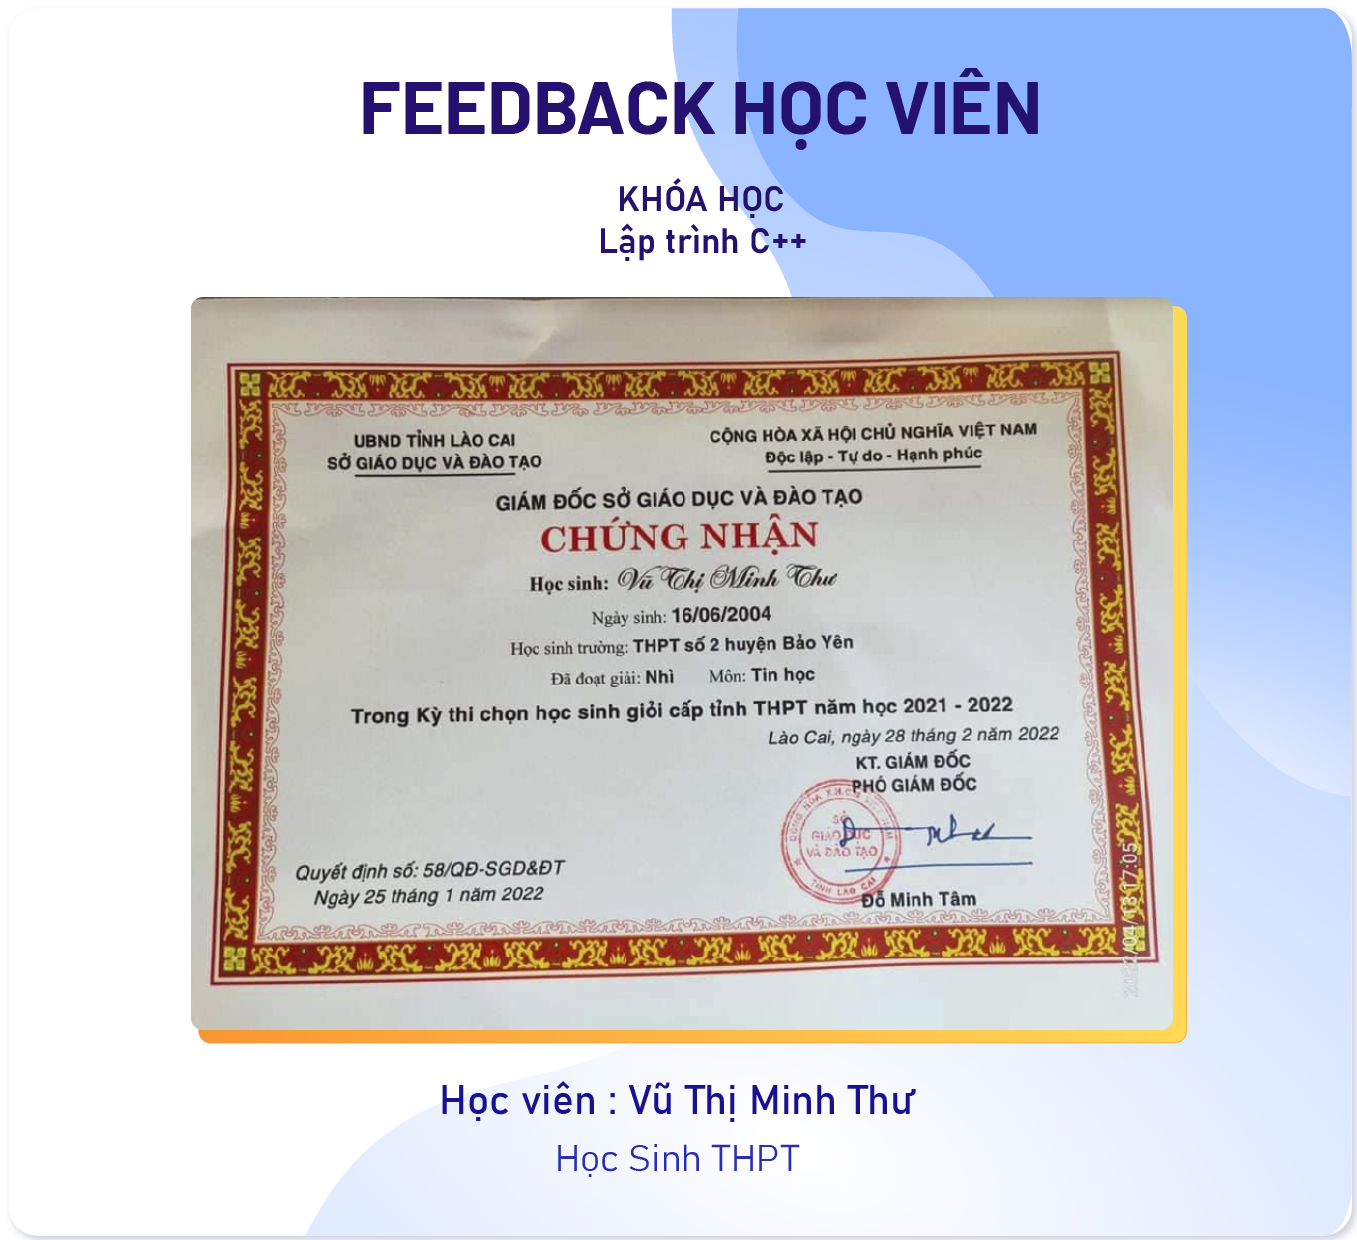 FEEDBACK HỌC VIÊN
KHÓA HỌC
Lập trình C++
UBND TỈNH LÀO CAI
SỞ GIÁO DỤC VÀ ĐÀO TẠO
CỘNG HÒA XÃ HỘI CHỦ NGHĨA VIỆT NAM
Độc lập - Tự do - Hạnh phúc
GIÁM ĐỐC SỞ GIÁO DỤC VÀ ĐÀO TẠO
CHỨNG NHẬN
Học sinh: Vũ Thị Minh Thư
Ngày sinh: 16/06/2004
Học sinh trường: THPT số 2 huyện Bảo Yên
Đã đoạt giải: Nhì Môn: Tin học
Trong Kỳ thi chọn học sinh giỏi cấp tỉnh THPT năm học 2021 - 2022
Lào Cai, ngày 28 tháng 2 năm 2022
KT. GIÁM ĐỐC
PHÓ GIÁM ĐỐC
SỞ
GIÁO DỤC
VÀ ĐÀO TẠO
TỈNH LÀO CAI
Đỗ Minh Tâm
Quyết định số: 58/QĐ-SGD&ĐT
Ngày 25 tháng 1 năm 2022
2022/04/13 17:05
Học viên : Vũ Thị Minh Thư
Học Sinh THPT